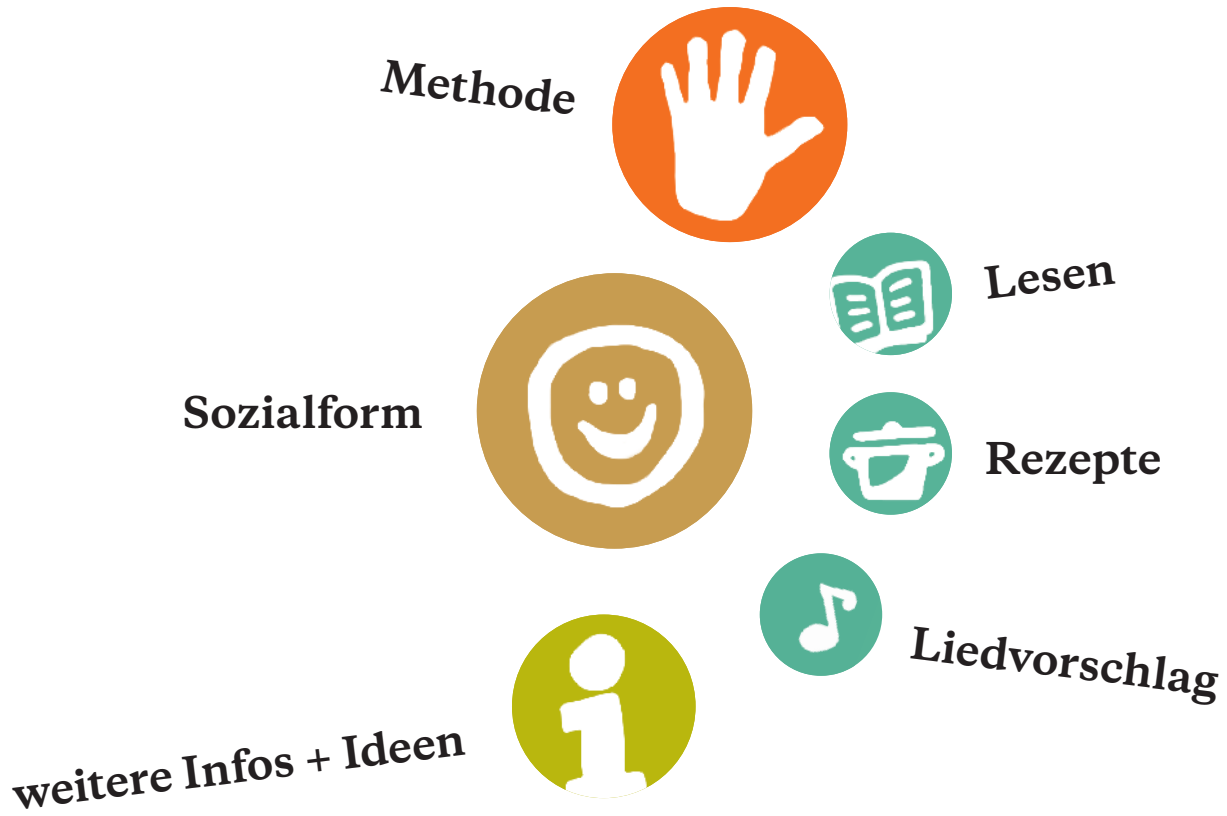 Methode
Lesen
Sozialform
Rezepte
Liedvorschlag
weitere Infos + Ideen